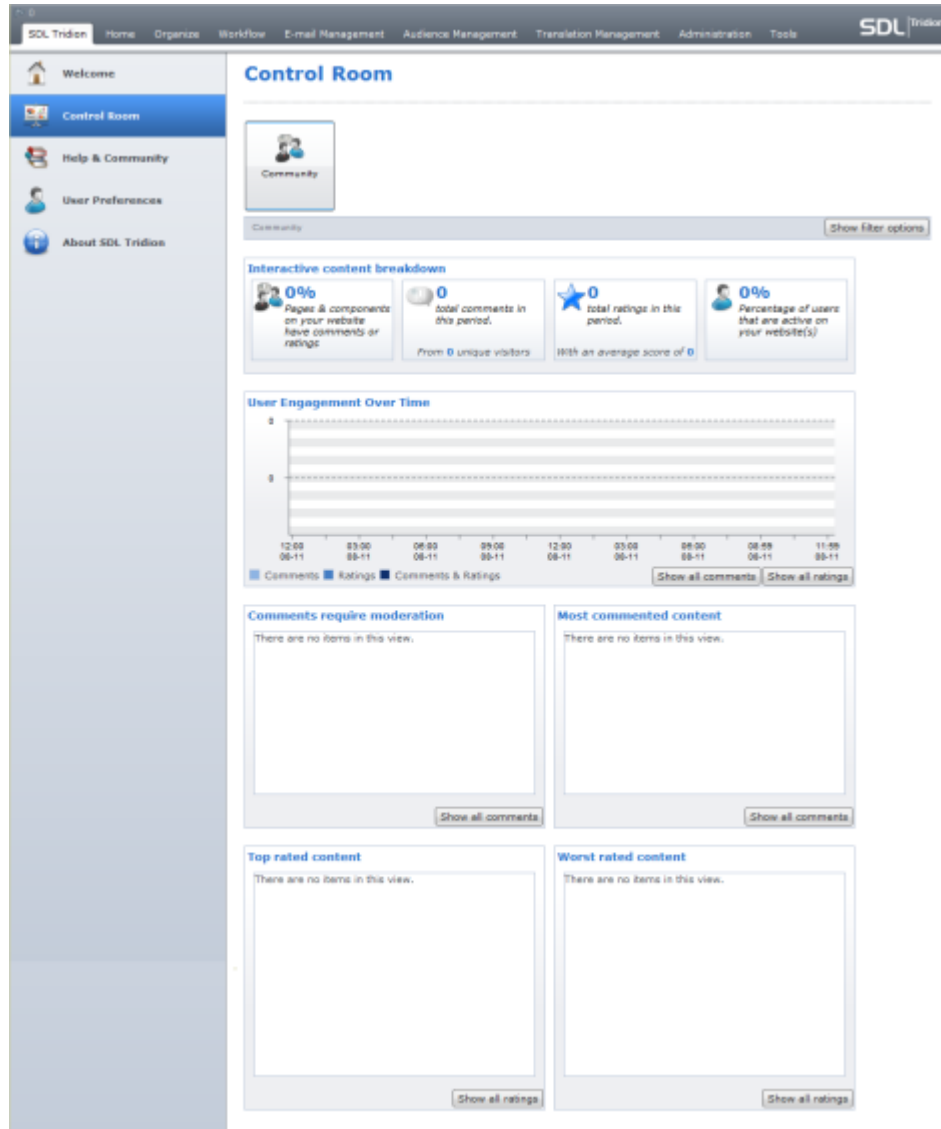 SDL Tridion Home Organize Workflow E-mail Management Audience Management Translation Management Administration Tools SDL Tridion
Welcome
Control Room
Help & Community
User Preferences
About SDL Tridion
Control Room
Community
Community Show filter options
Interactive content breakdown
0%
Pages & components
on your website
have comments or
ratings
0
total comments in
this period.
From 0 unique visitors
0
total ratings in this
period.
With an average score of 0
0%
Percentage of users
that are active on
your website(s)
User Engagement Over Time
0
0
12:00 03:00 06:00 09:00 12:00 03:00 06:00 08:59 11:59
Comments Ratings Comments & Ratings Show all comments Show all ratings
Comments require moderation
There are no items in this view.
Show all comments
Most commented content
There are no items in this view.
Show all comments
Top rated content
There are no items in this view.
Show all ratings
Worst rated content
There are no items in this view.
Show all ratings